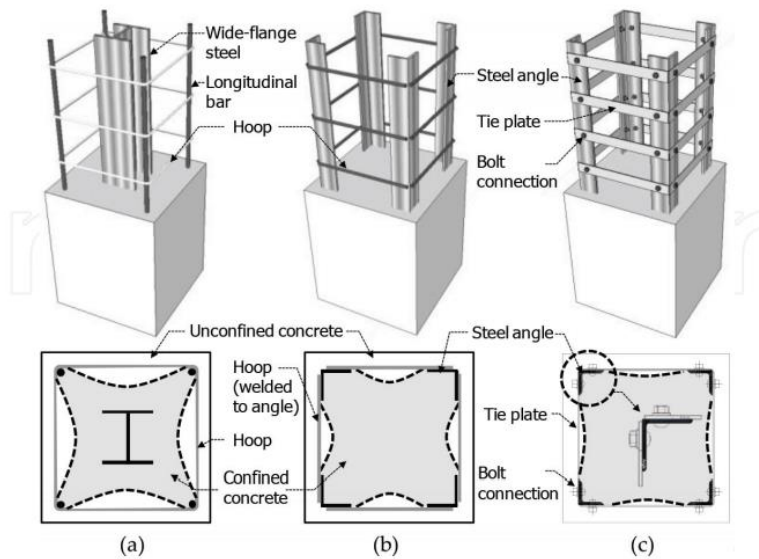 Wide-flange
steel
Longitudinal
bar
Hoop
Steel angle
Tie plate
Bolt
connection
Unconfined concrete
Steel angle
Hoop
(welded
to angle)
Tie plate
Hoop
Confined
concrete
Bolt
connection
(a)
(b)
(c)